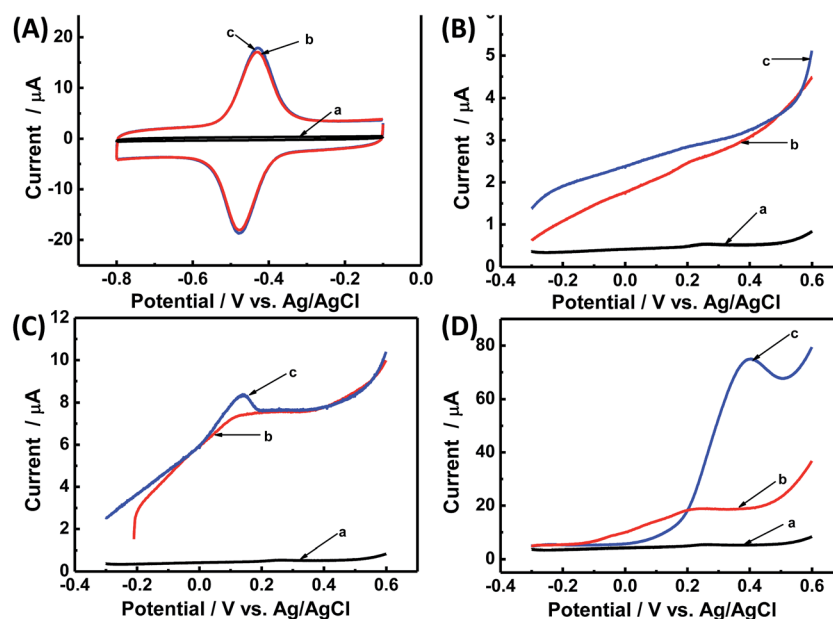 (A)
Current / μA
20
10
0
-10
-20
c
b
a
-0.8
-0.6
-0.4
-0.2
0.0
Potential / V vs. Ag/AgCl
(B)
Current / μA
5
4
3
2
1
0
c
b
a
-0.4
-0.2
0.0
0.2
0.4
0.6
Potential / V vs. Ag/AgCl
(C)
Current / μA
12
10
8
6
4
2
0
c
b
a
-0.4
-0.2
0.0
0.2
0.4
0.6
Potential / V vs. Ag/AgCl
(D)
Current / μA
80
60
40
20
0
c
b
a
-0.4
-0.2
0.0
0.2
0.4
0.6
Potential / V vs. Ag/AgCl